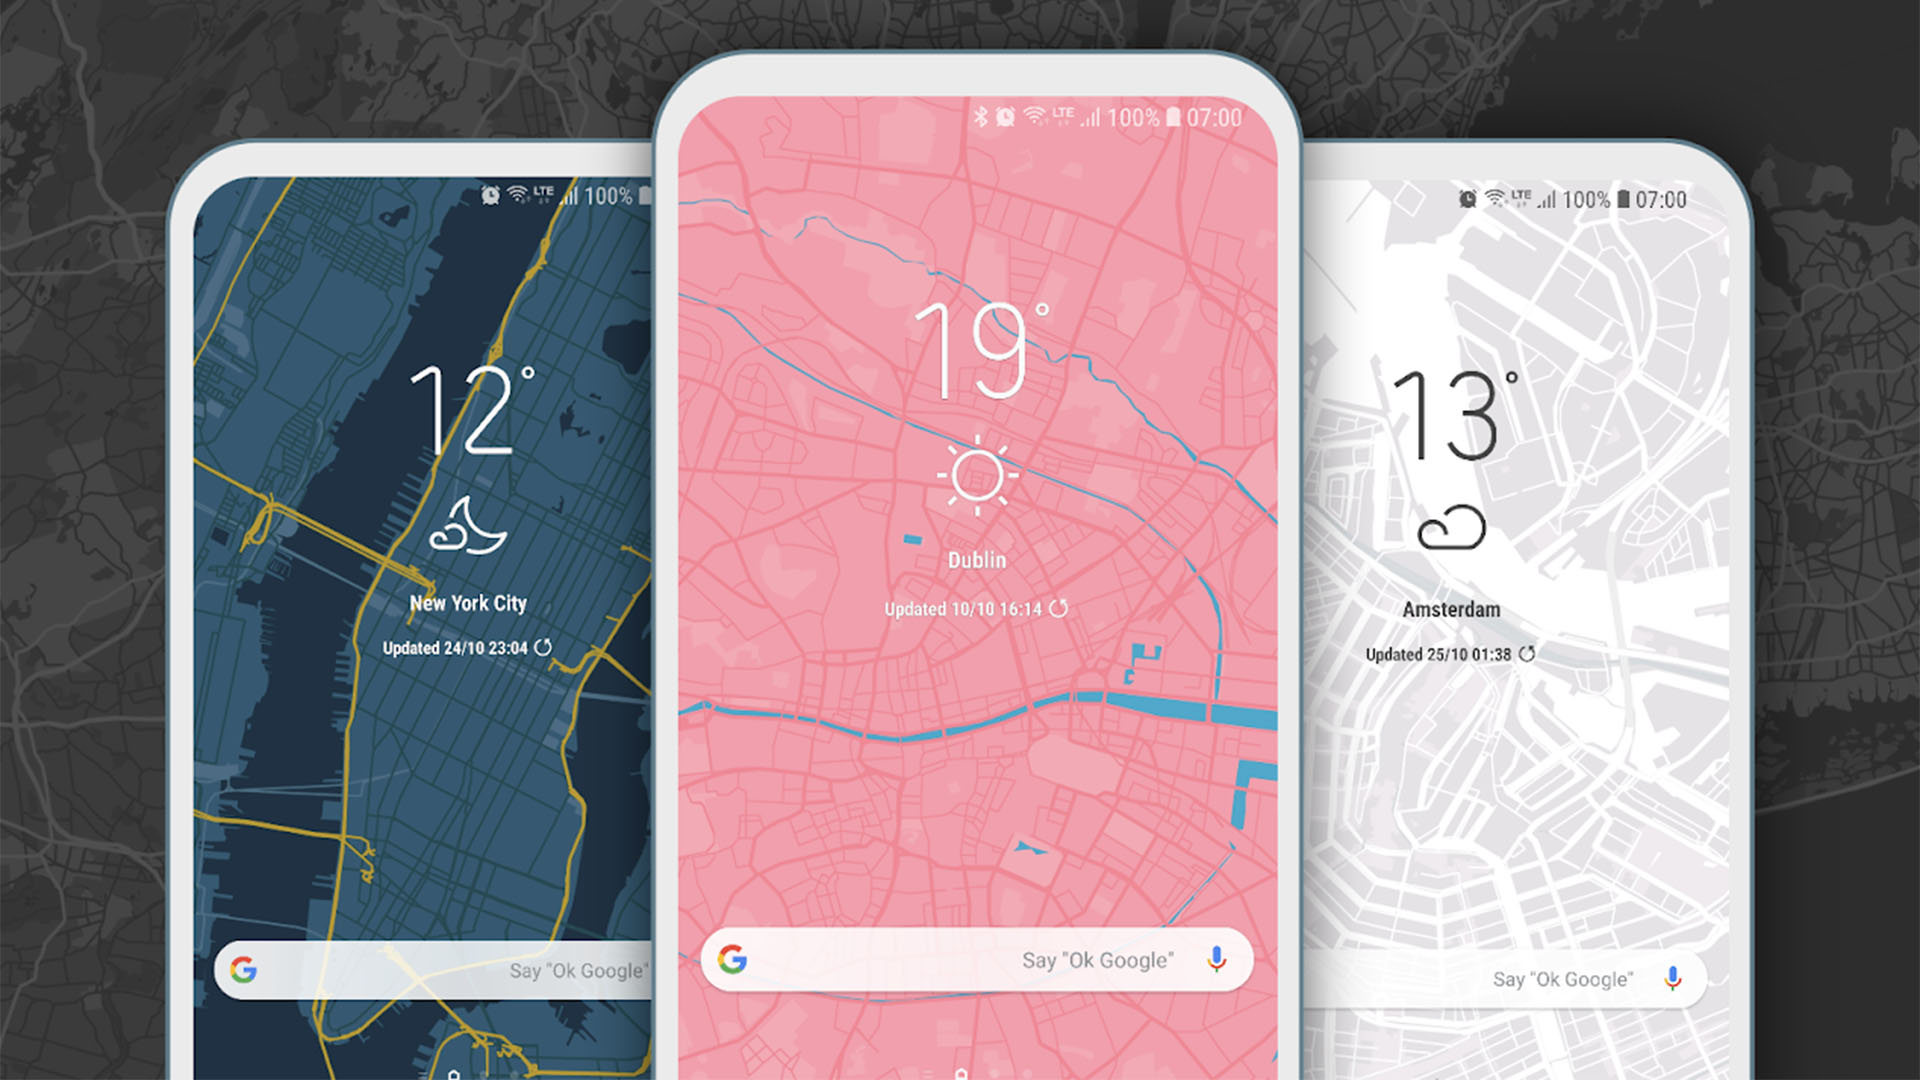 LTE 100%
12°
New York City
Updated 24/10 23:04
G Say "Ok Google"
LTE 100% 07:00
19°
Dublin
Updated 10/10 16:14
G Say "Ok Google"
LTE 100% 07:00
13°
Amsterdam
Updated 25/10 01:38
Say "Ok Google"